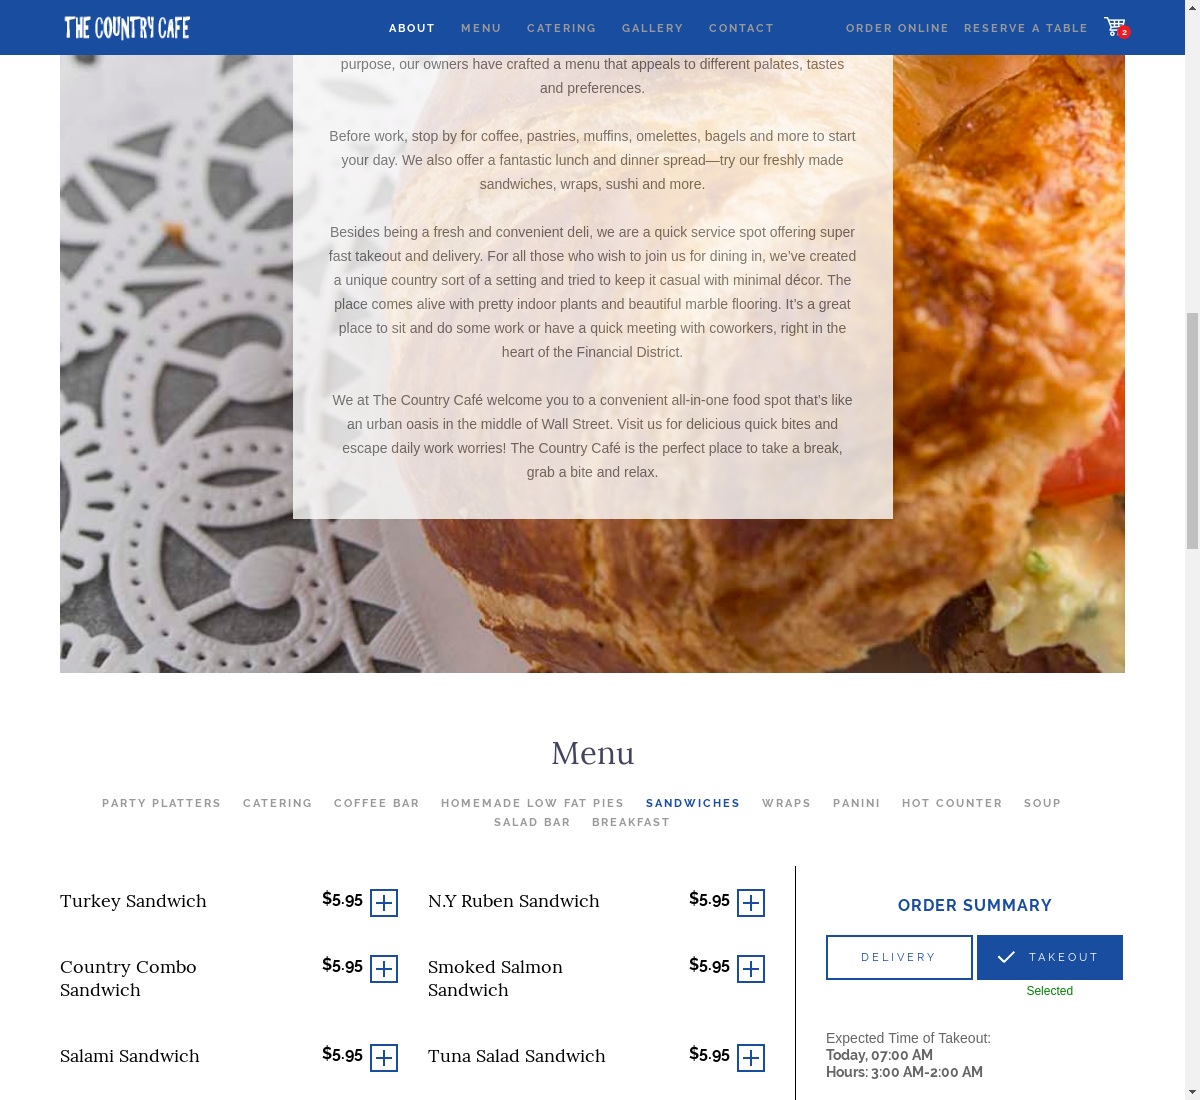 THE COUNTRY CAFE
ABOUT MENU CATERING GALLERY CONTACT ORDER ONLINE RESERVE A TABLE 2
purpose, our owners have crafted a menu that appeals to different palates, tastes
and preferences.
Before work, stop by for coffee, pastries, muffins, omelettes, bagels and more to start
your day. We also offer a fantastic lunch and dinner spread—try our freshly made
sandwiches, wraps, sushi and more.
Besides being a fresh and convenient deli, we are a quick service spot offering super
fast takeout and delivery. For all those who wish to join us for dining in, we’ve created
a unique country sort of a setting and tried to keep it casual with minimal décor. The
place comes alive with pretty indoor plants and beautiful marble flooring. It’s a great
place to sit and do some work or have a quick meeting with coworkers, right in the
heart of the Financial District.
We at The Country Café welcome you to a convenient all-in-one food spot that’s like
an urban oasis in the middle of Wall Street. Visit us for delicious quick bites and
escape daily work worries! The Country Café is the perfect place to take a break,
grab a bite and relax.
Menu
PARTY PLATTERS CATERING COFFEE BAR HOMEMADE LOW FAT PIES SANDWICHES WRAPS PANINI HOT COUNTER SOUP
SALAD BAR BREAKFAST
Turkey Sandwich $5.95
N.Y Ruben Sandwich $5.95
Country Combo $5.95
Sandwich
Smoked Salmon $5.95
Sandwich
Salami Sandwich $5.95
Tuna Salad Sandwich $5.95
ORDER SUMMARY
DELIVERY TAKEOUT
Selected
Expected Time of Takeout:
Today, 07:00 AM
Hours: 3:00 AM-2:00 AM